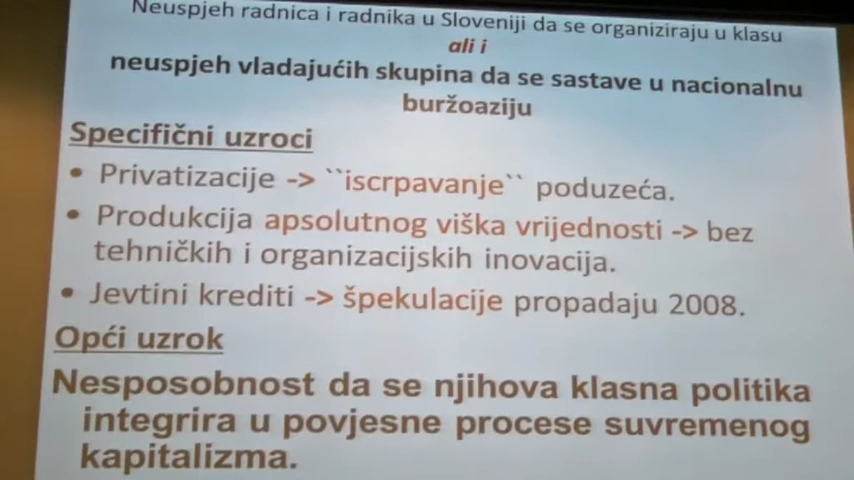 Neuspjeh radnica i radnika u Sloveniji da se organiziraju u klasu
ali i
neuspjeh vladajućih skupina da se sastave u nacionalnu
buržoaziju
Specifični uzroci
• Privatizacije -> ``iscrpavanje`` poduzeća.
• Produkcija apsolutnog viška vrijednosti -> bez
tehničkih i organizacijskih inovacija.
• Jevtini krediti -> špekulacije propadaju 2008.
Opći uzrok
Nesposobnost da se njihova klasna politika
integrira u povjesne procese suvremenog
kapitalizma.